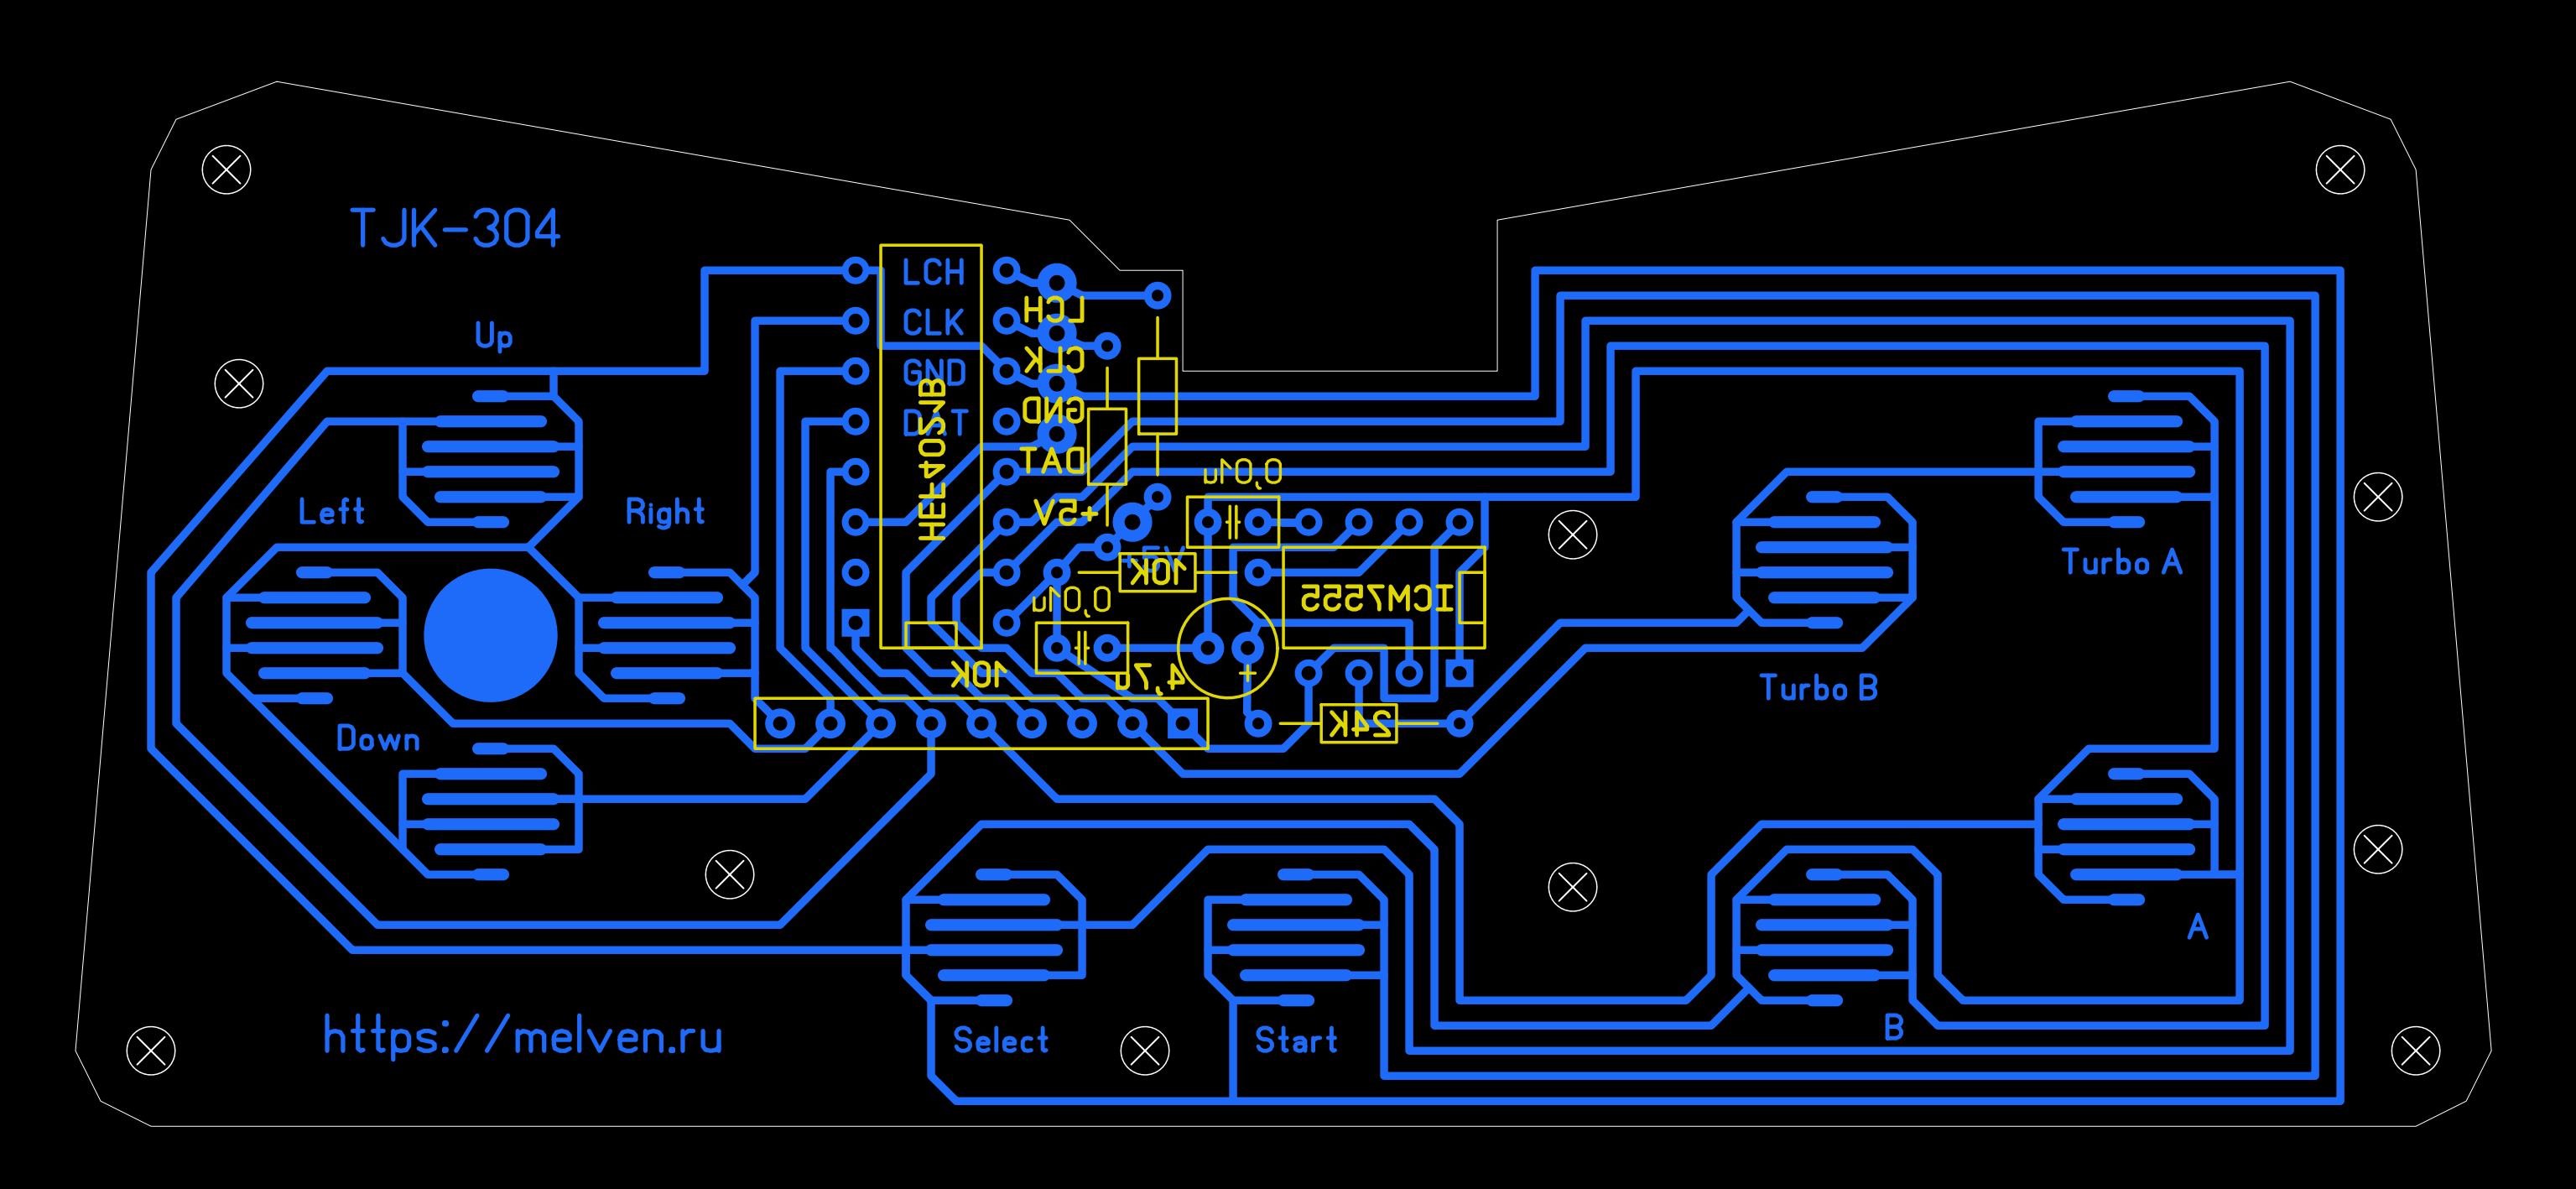 TJK-304
LCH
CLK
GND
DAT
LCH
CLK
GND
DAT
+5V
HEF4021B
Up
Left
Right
Down
0,01u
+5V
10K
0,01u
ICM7555
10K
4,7u
+
24K
Turbo A
Turbo B
A
B
Select
Start
https://melven.ru